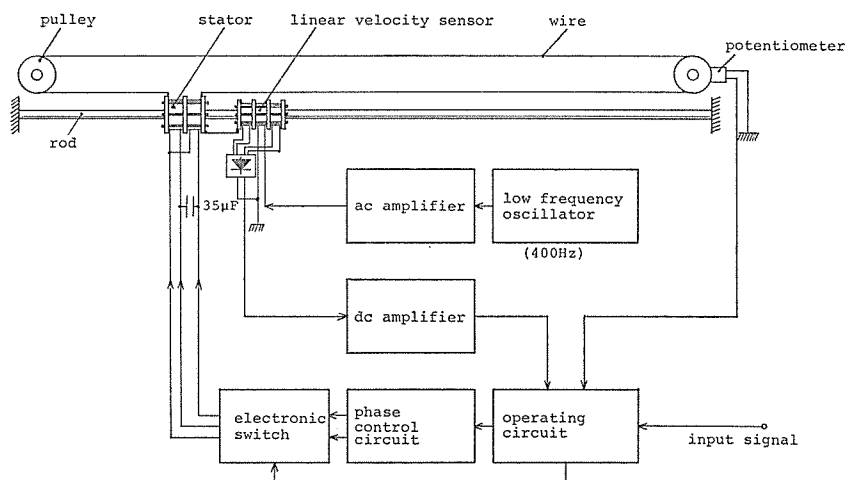 pulley
stator
linear velocity sensor
wire
potentiometer
rod
35μF
ac amplifier
low frequency
oscillator
(400Hz)
dc amplifier
electronic
switch
phase
control
circuit
operating
circuit
input signal